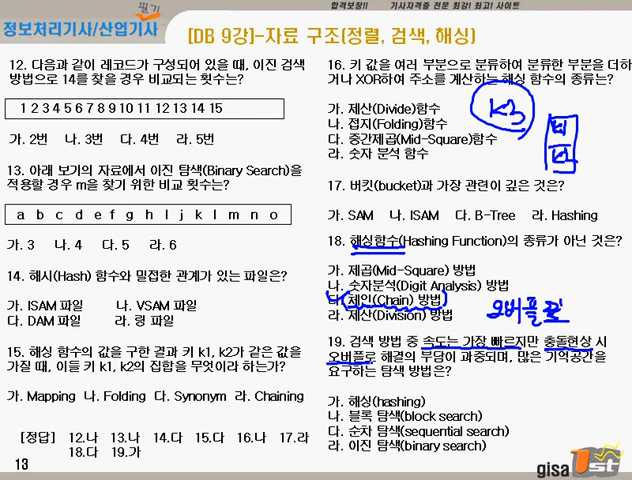 합격보장!! 기사자격증 전문 최강! 최고! 사이트
필기
정보처리기사/산업기사
[DB 9강]-자료 구조(정렬, 검색, 해싱)
12. 다음과 같이 레코드가 구성되어 있을 때, 이진 검색
방법으로 14를 찾을 경우 비교되는 횟수는?
1 2 3 4 5 6 7 8 9 10 11 12 13 14 15
가. 2번 나. 3번 다. 4번 라. 5번
13. 아래 보기의 자료에서 이진 탐색(Binary Search)을
적용할 경우 m을 찾기 위한 비교 횟수는?
a b c d e f g h i j k l m n o
가. 3 나. 4 다. 5 라. 6
14. 해시(Hash) 함수와 밀접한 관계가 있는 파일은?
가. ISAM 파일 나. VSAM 파일
다. DAM 파일 라. 링 파일
15. 해싱 함수의 값을 구한 결과 키 k1, k2가 같은 값을
가질 때, 이들 키 k1, k2의 집합을 무엇이라 하는가?
가. Mapping 나. Folding 다. Synonym 라. Chaining
[정답] 12.나 13.나 14.다 15.다 16.나 17.라
18.다 19.가
13
16. 키 값을 여러 부분으로 분류하여 분류한 부분을 더하
거나 XOR하여 주소를 계산하는 해싱 함수의 종류는?
가. 제산(Divide)함수
나. 접지(Folding)함수
다. 중간제곱(Mid-Square)함수
라. 숫자 분석 함수
17. 버킷(bucket)과 가장 관련이 깊은 것은?
가. SAM 나. ISAM 다. B-Tree 라. Hashing
18. 해싱함수(Hashing Function)의 종류가 아닌 것은?
가. 제곱(Mid-Square) 방법
나. 숫자분석(Digit Analysis) 방법
다. 체인(Chain) 방법
라. 제산(Division) 방법
오버플로
19. 검색 방법 중 속도는 가장 빠르지만 충돌현상 시
오버플로 해결의 부담이 과중되며, 많은 기억공간을
요구하는 탐색 방법은?
가. 해싱(hashing)
나. 블록 탐색(block search)
다. 순차 탐색(sequential search)
라. 이진 탐색(binary search)
gisa 1st